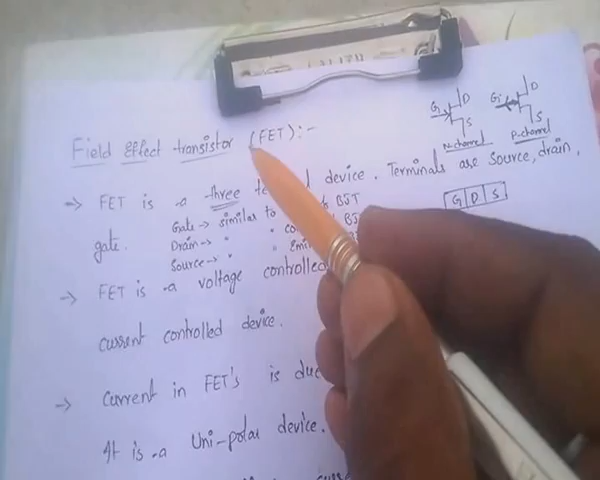 Field Effect transistor (FET):-
G D S N-channel
G D S P-channel
→ FET is a three device. Terminals are Source, drain,
gate.
Gate → similar to BJT
Drain → "
Source → "
G D S
→ FET is a voltage controlled
current controlled device.
→ Current in FET's is
It is a Uni-polar device.